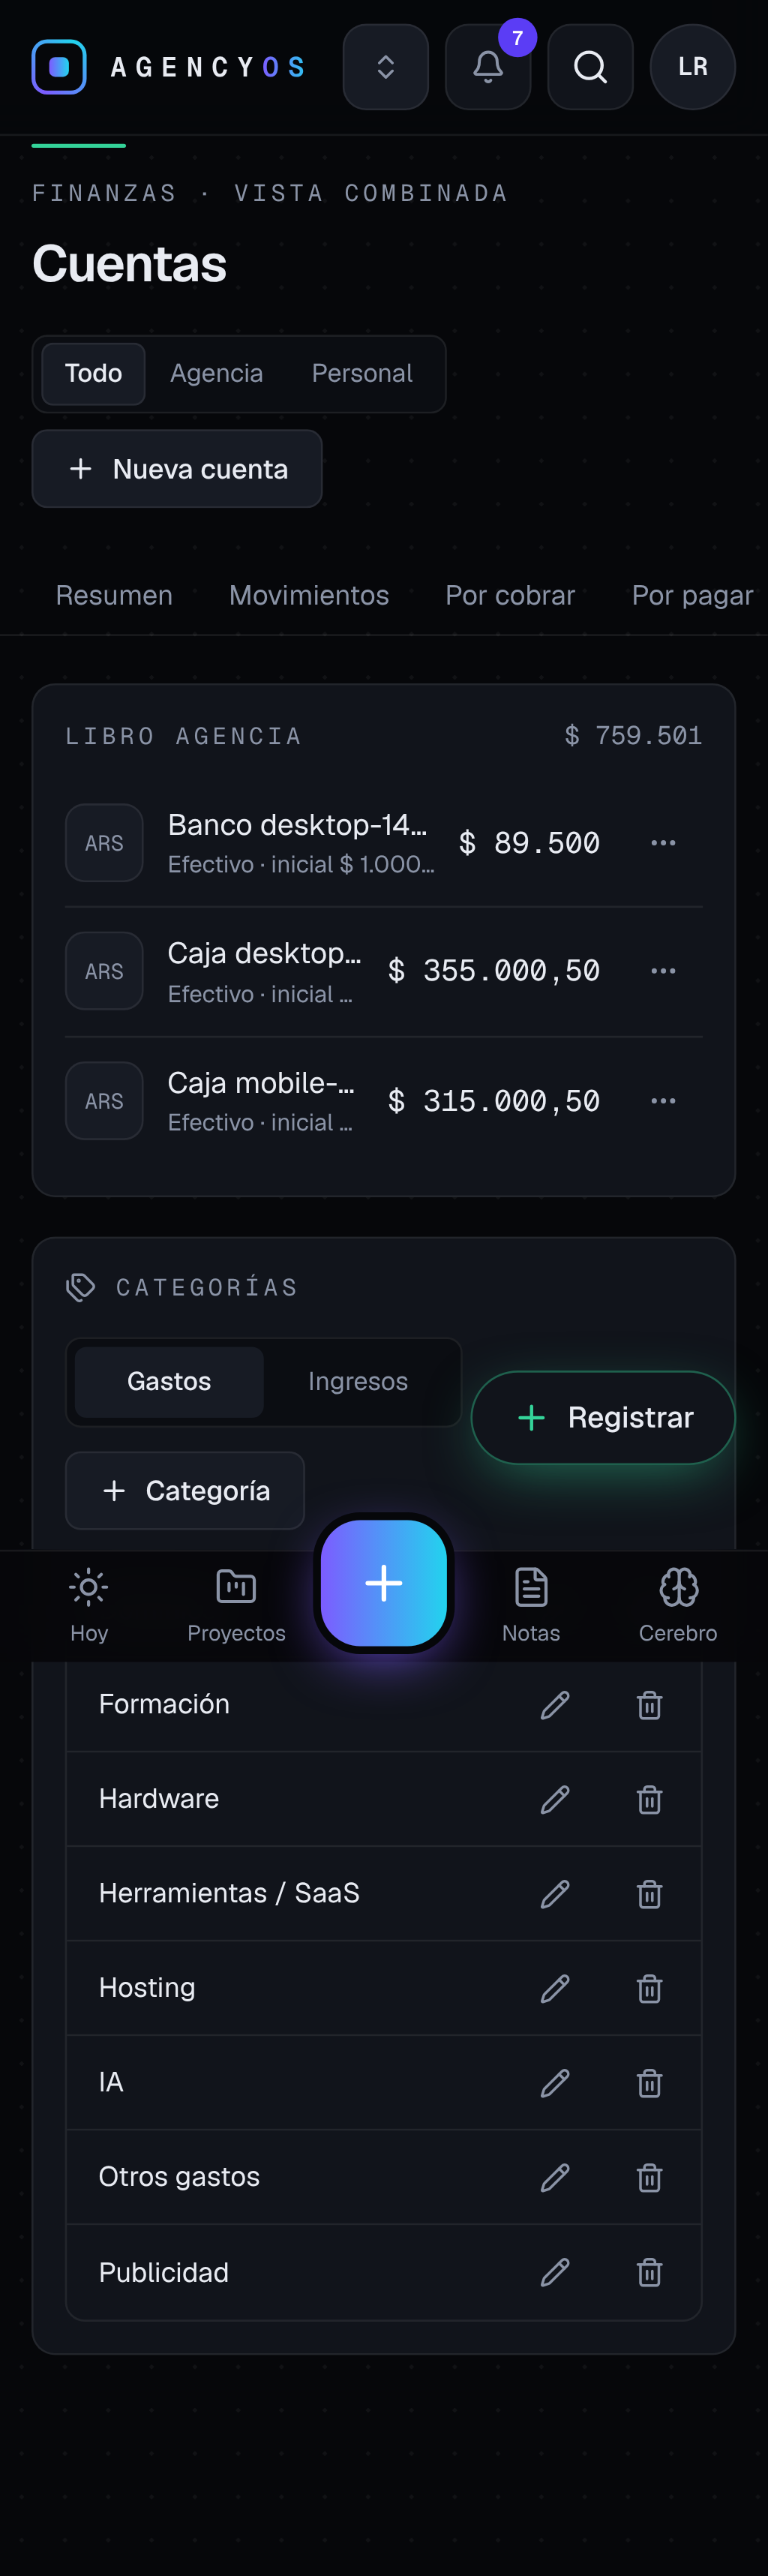 AGENCYOS
7
LR
FINANZAS · VISTA COMBINADA
Cuentas
Todo Agencia Personal
+ Nueva cuenta
Resumen Movimientos Por cobrar Por pagar
LIBRO AGENCIA $ 759.501
ARS Banco desktop-14… $ 89.500 ···
Efectivo · inicial $ 1.000…
ARS Caja desktop… $ 355.000,50 ···
Efectivo · inicial …
ARS Caja mobile-… $ 315.000,50 ···
Efectivo · inicial …
CATEGORÍAS
Gastos Ingresos
+ Registrar
+ Categoría
Hoy Proyectos + Notas Cerebro
Formación
Hardware
Herramientas / SaaS
Hosting
IA
Otros gastos
Publicidad